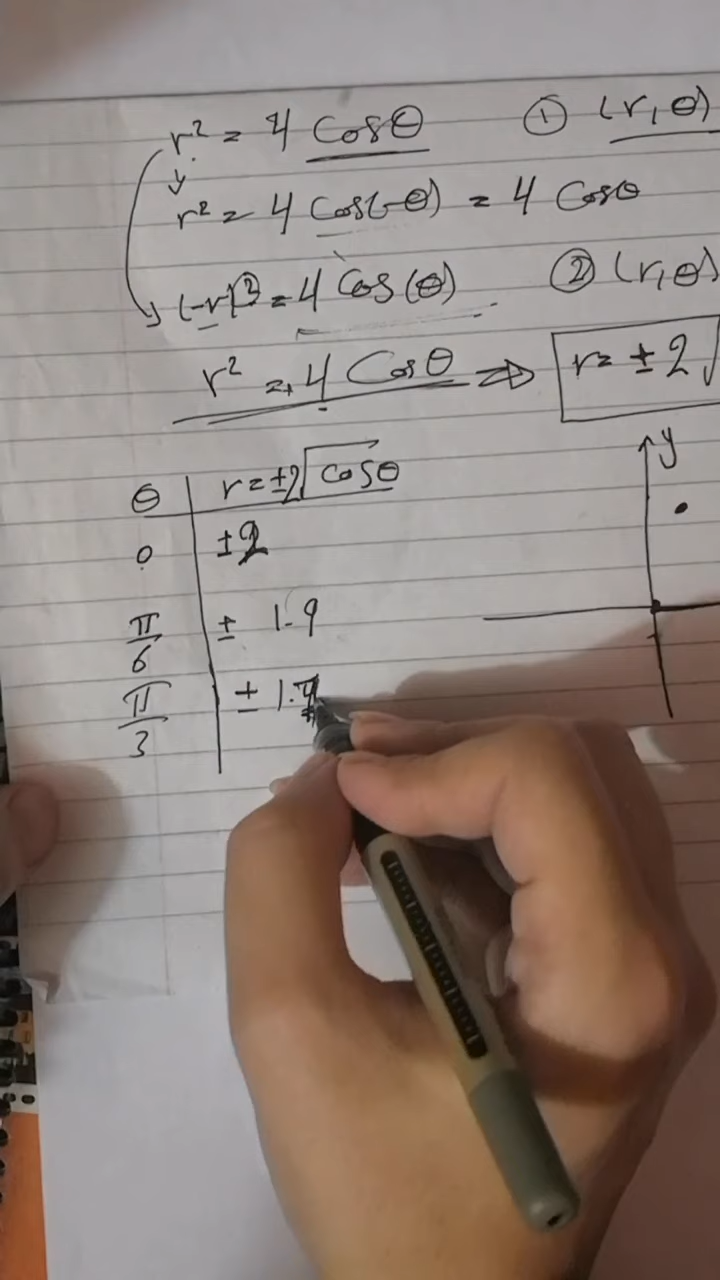 r² = 4 Cosθ ① (r,θ)
r² = 4 Cos(-θ) = 4 Cosθ
(-r)² = 4 Cos(θ) ② (r,θ)
r² = 4 Cosθ ⇒ r = ±2√
θ r = ±2√cosθ y
0 ±2
π/6 ± 1.9
π/3 ± 1.4